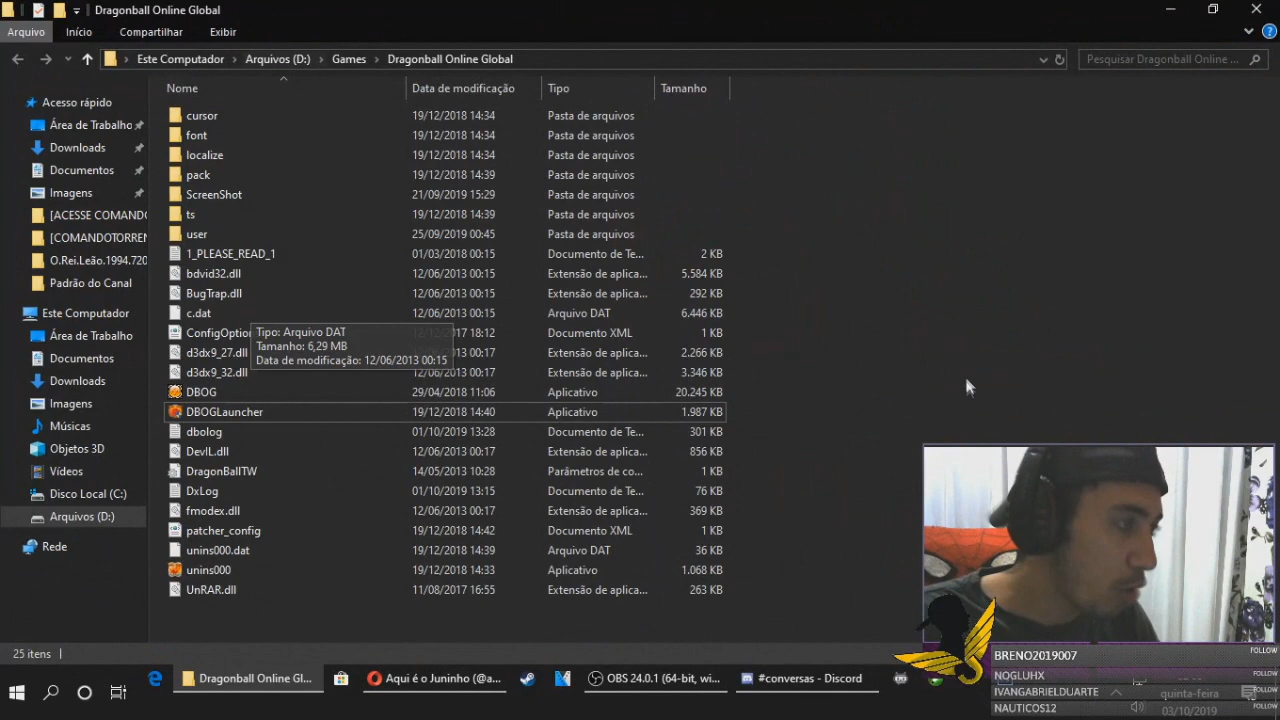 Dragonball Online Global
Arquivo Início Compartilhar Exibir
Este Computador Arquivos (D:) Games Dragonball Online Global
Pesquisar Dragonball Online ...
Nome Data de modificação Tipo Tamanho
Acesso rápido
Área de Trabalho
Downloads
Documentos
Imagens
[ACESSE COMANDO
[COMANDOTORREN
O.Rei.Leão.1994.720
Padrão do Canal
Este Computador
Área de Trabalho
Documentos
Downloads
Imagens
Músicas
Objetos 3D
Vídeos
Disco Local (C:)
Arquivos (D:)
Rede
cursor 19/12/2018 14:34 Pasta de arquivos
font 19/12/2018 14:34 Pasta de arquivos
localize 19/12/2018 14:34 Pasta de arquivos
pack 19/12/2018 14:39 Pasta de arquivos
ScreenShot 21/09/2019 15:29 Pasta de arquivos
ts 19/12/2018 14:39 Pasta de arquivos
user 25/09/2019 00:45 Pasta de arquivos
1_PLEASE_READ_1 01/03/2018 00:15 Documento de Te... 2 KB
bdvid32.dll 12/06/2013 00:15 Extensão de aplica... 5.584 KB
BugTrap.dll 12/06/2013 00:15 Extensão de aplica... 292 KB
c.dat 12/06/2013 00:15 Arquivo DAT 6.446 KB
ConfigOptio 2017 18:12 Documento XML 1 KB
d3dx9_27.dll 12/06/2013 00:17 Extensão de aplica... 2.266 KB
d3dx9_32.dll 12/06/2013 00:17 Extensão de aplica... 3.346 KB
DBOG 29/04/2018 11:06 Aplicativo 20.245 KB
DBOGLauncher 19/12/2018 14:40 Aplicativo 1.987 KB
dbolog 01/10/2019 13:28 Documento de Te... 301 KB
DevIL.dll 12/06/2013 00:17 Extensão de aplica... 856 KB
DragonBallTW 14/05/2013 10:28 Parâmetros de co... 1 KB
DxLog 01/10/2019 13:15 Documento de Te... 76 KB
fmodex.dll 12/06/2013 00:17 Extensão de aplica... 369 KB
patcher_config 19/12/2018 14:42 Documento XML 1 KB
unins000.dat 19/12/2018 14:39 Arquivo DAT 36 KB
unins000 19/12/2018 14:33 Aplicativo 1.068 KB
UnRAR.dll 11/08/2017 16:55 Extensão de aplica... 263 KB
Tipo: Arquivo DAT
Tamanho: 6,29 MB
Data de modificação: 12/06/2013 00:15
25 itens
BRENO2019007 FOLLOW
NOGLUHX FOLLOW
IVANGABRIELDUARTE FOLLOW
NAUTICOS12 FOLLOW
Dragonball Online Gl...
Aqui é o Juninho (@a...
OBS 24.0.1 (64-bit, w...
#conversas - Discord
quinta-feira
03/10/2019